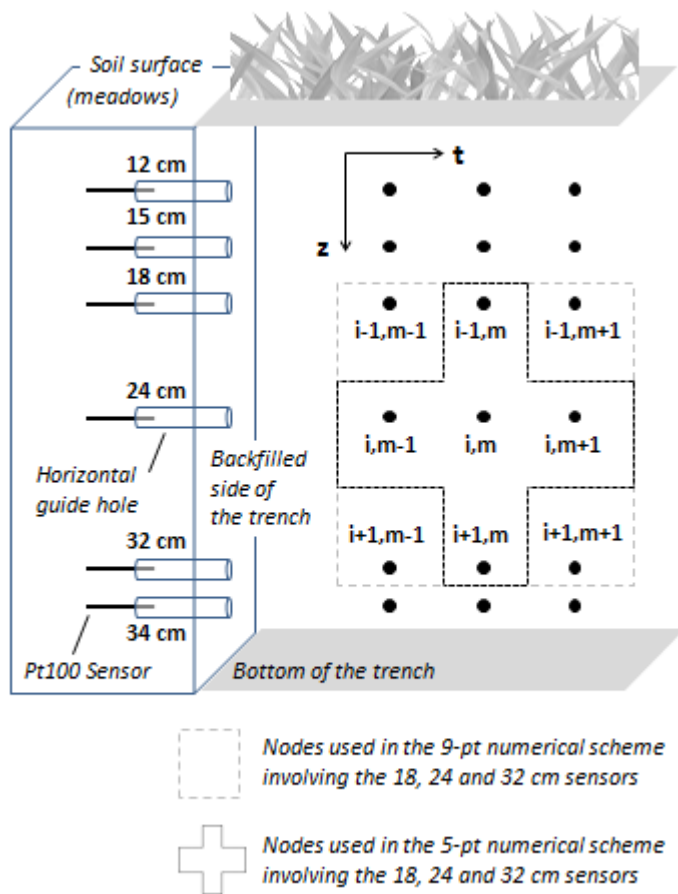 Soil surface
(meadows)
12 cm
15 cm
18 cm
24 cm
Horizontal
guide hole
Backfilled
side of
the trench
32 cm
34 cm
Pt100 Sensor
Bottom of the trench
t
z
i-1,m-1
i-1,m
i-1,m+1
i,m-1
i,m
i,m+1
i+1,m-1
i+1,m
i+1,m+1
Nodes used in the 9-pt numerical scheme
involving the 18, 24 and 32 cm sensors
Nodes used in the 5-pt numerical scheme
involving the 18, 24 and 32 cm sensors